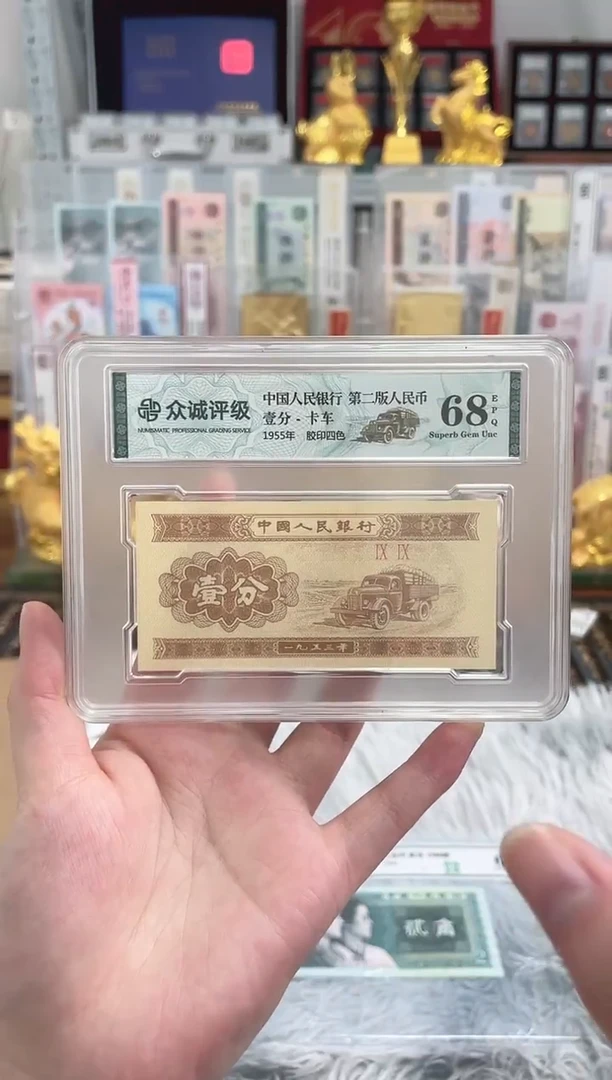 众诚评级
NUMISMATIC PROFESSIONAL GRADING SERVICE
中国人民银行 第二版人民币
壹分 - 卡车
1955年 胶印四色
68
EPQ
Superb Gem Unc
中國人民銀行
IX IX
壹分
一九五三年
貳角
2